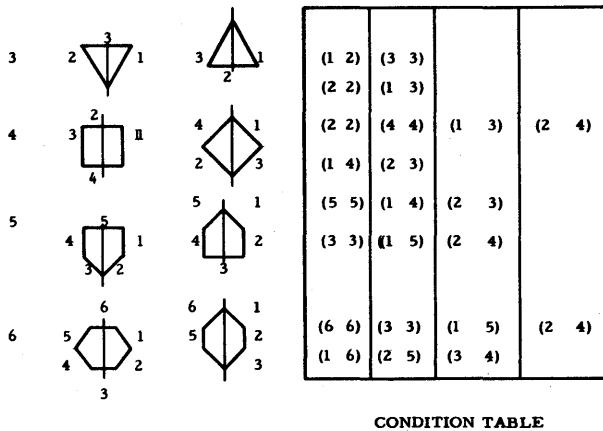 3
3 2 1 3 1 (1 2) (3 3)
2
(2 2) (1 3)
2
4 3 1 4 1 (2 2) (4 4) (1 3) (2 4)
2 3 (1 4) (2 3)
4
5 1 (5 5) (1 4) (2 3)
5 5
4 1 4 2 (3 3) (1 5) (2 4)
3 2 3
6 6 1
6 5 1 5 2 (6 6) (3 3) (1 5) (2 4)
4 2 3 (1 6) (2 5) (3 4)
3
CONDITION TABLE